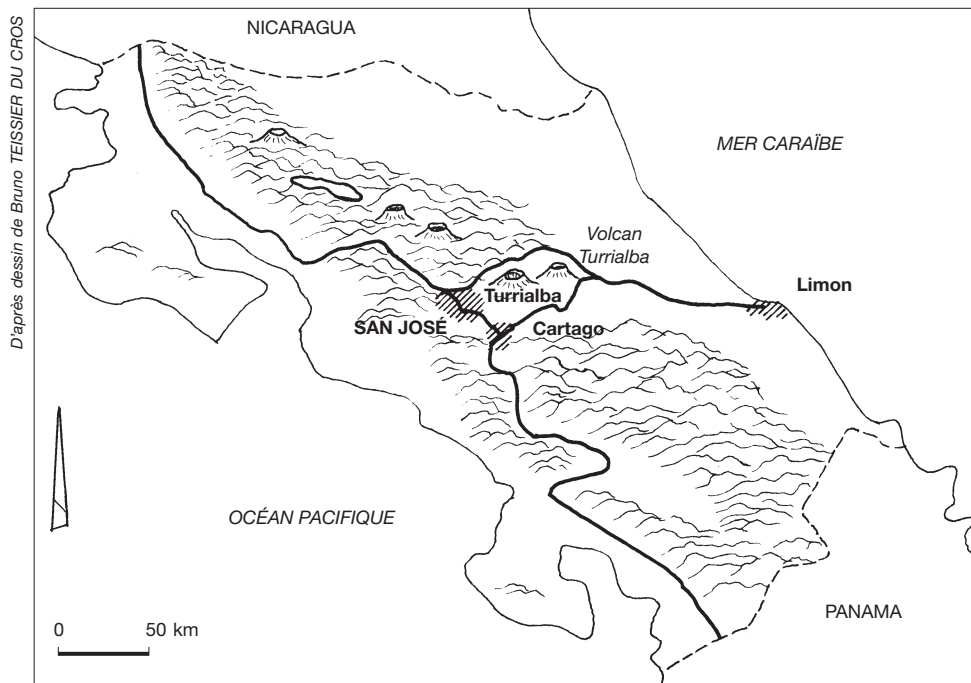 D'après dessin de Bruno TEISSIER DU CROS
NICARAGUA
MER CARAÏBE
Volcan
Turrialba
Limon
Turrialba
SAN JOSÉ
Cartago
OCÉAN PACIFIQUE
PANAMA
0 50 km